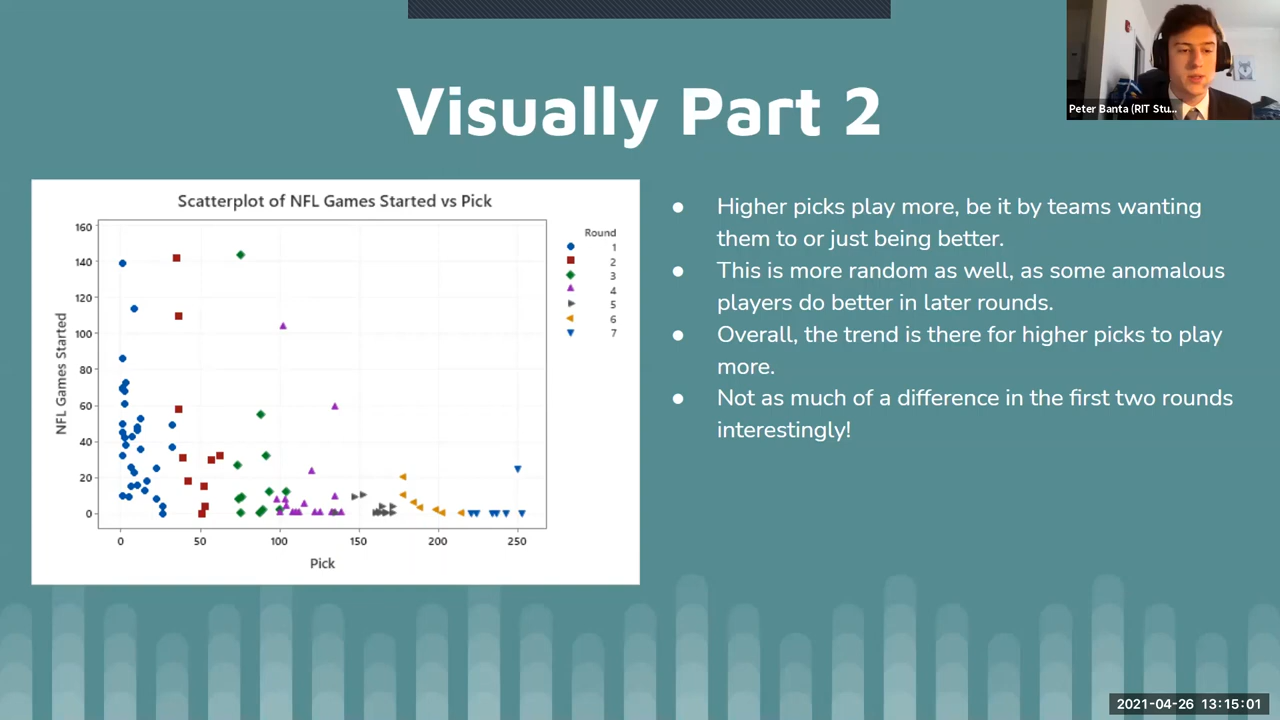 Peter Banta (RIT Stu...
Visually Part 2
Scatterplot of NFL Games Started vs Pick
NFL Games Started
160
140
120
100
80
60
40
20
0
0 50 100 150 200 250
Pick
Round
1
2
3
4
5
6
7
● Higher picks play more, be it by teams wanting
them to or just being better.
● This is more random as well, as some anomalous
players do better in later rounds.
● Overall, the trend is there for higher picks to play
more.
● Not as much of a difference in the first two rounds
interestingly!
2021-04-26 13:15:01